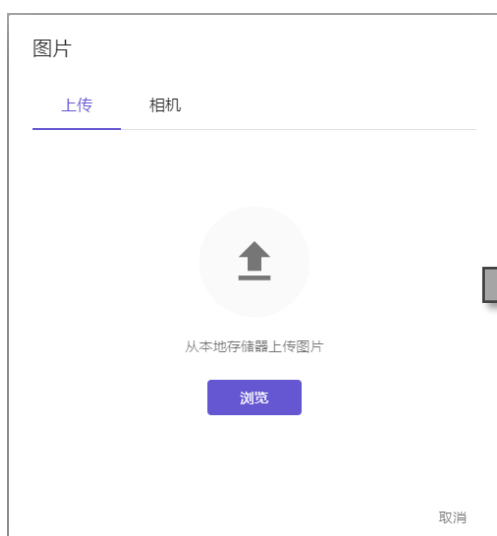 图片
上传 相机
从本地存储器上传图片
浏览
取消